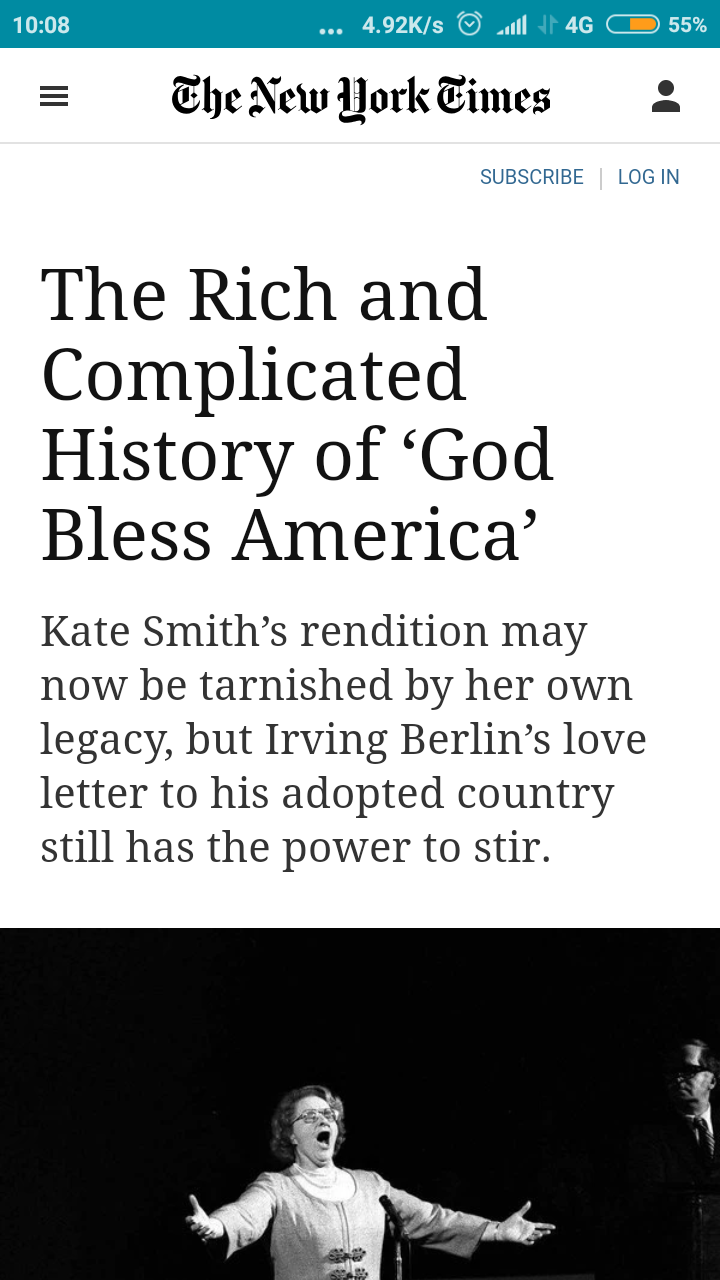 10:08 ... 4.92K/s 4G 55%
The New York Times
SUBSCRIBE | LOG IN
The Rich and
Complicated
History of ‘God
Bless America’
Kate Smith’s rendition may
now be tarnished by her own
legacy, but Irving Berlin’s love
letter to his adopted country
still has the power to stir.